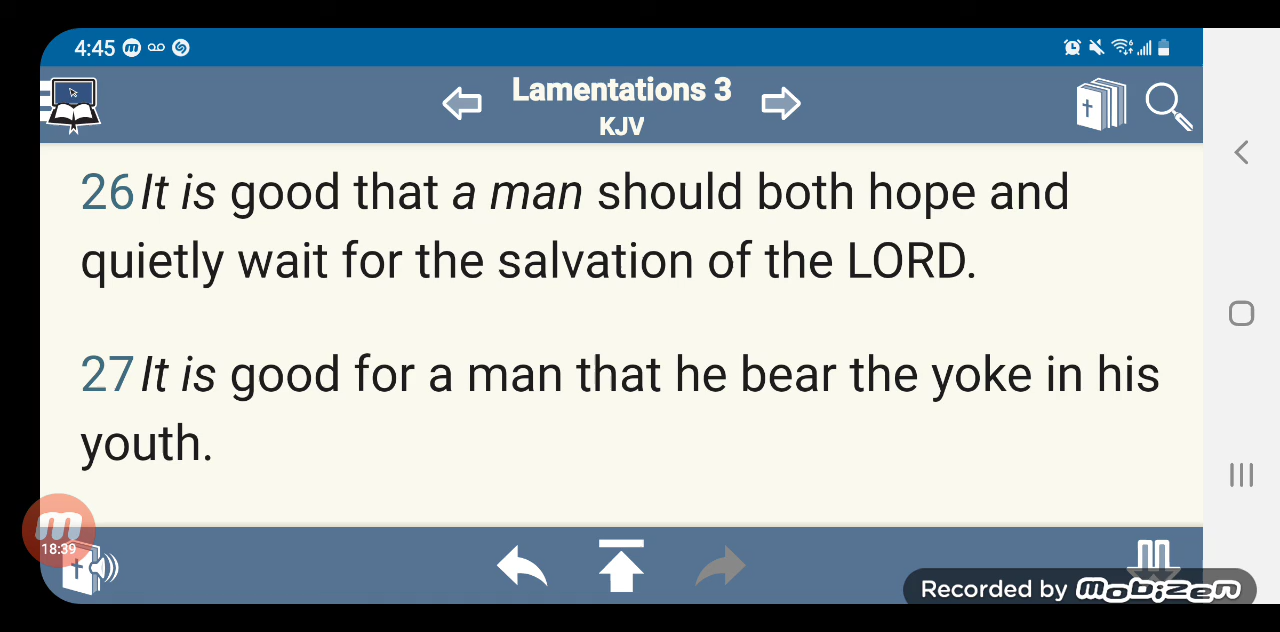 4:45
Lamentations 3
KJV
26 It is good that a man should both hope and
quietly wait for the salvation of the LORD.
27 It is good for a man that he bear the yoke in his
youth.
18:39
Recorded by Mobizen